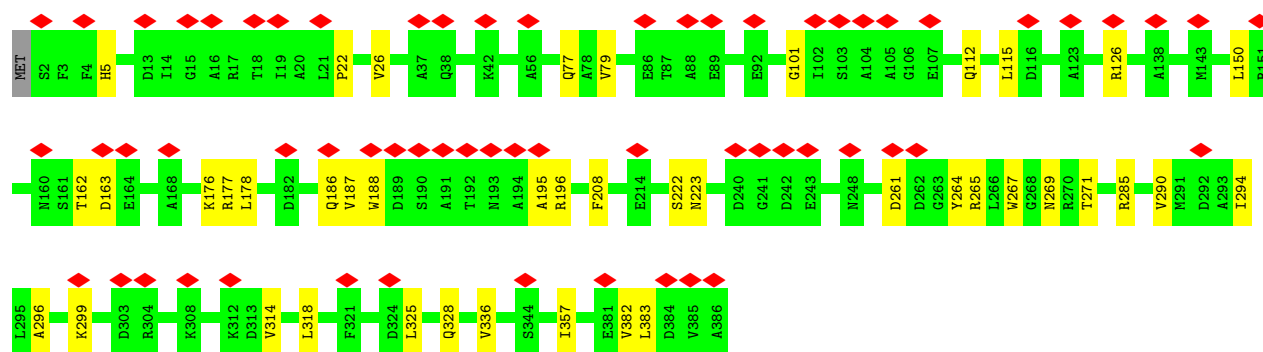 MET S2 F3 F4 H5 D13 I14 G15 A16 R17 T18 I19 A20 L21 P22 V26 A37 Q38 K42 A56 Q77 A78 V79 E86 T87 A88 E89 E92 G101 I102 S103 A104 A105 G106 E107 Q112 L115 D116 A123 R126 A138 M143 L150
N160 S161 T162 D163 E164 A168 K176 R177 L178 D182 Q186 V187 W188 D189 S190 A191 T192 N193 A194 A195 R196 F208 E214 S222 N223 D240 G241 D242 E243 N248 D261 D262 G263 Y264 R265 L266 W267 G268 N269 R270 T271 R285 V290 M291 D292 A293 I294
L295 A296 K299 D303 R304 K308 K312 D313 V314 L318 F321 D324 L325 Q328 V336 S344 I357 E381 V382 L383 D384 V385 A386